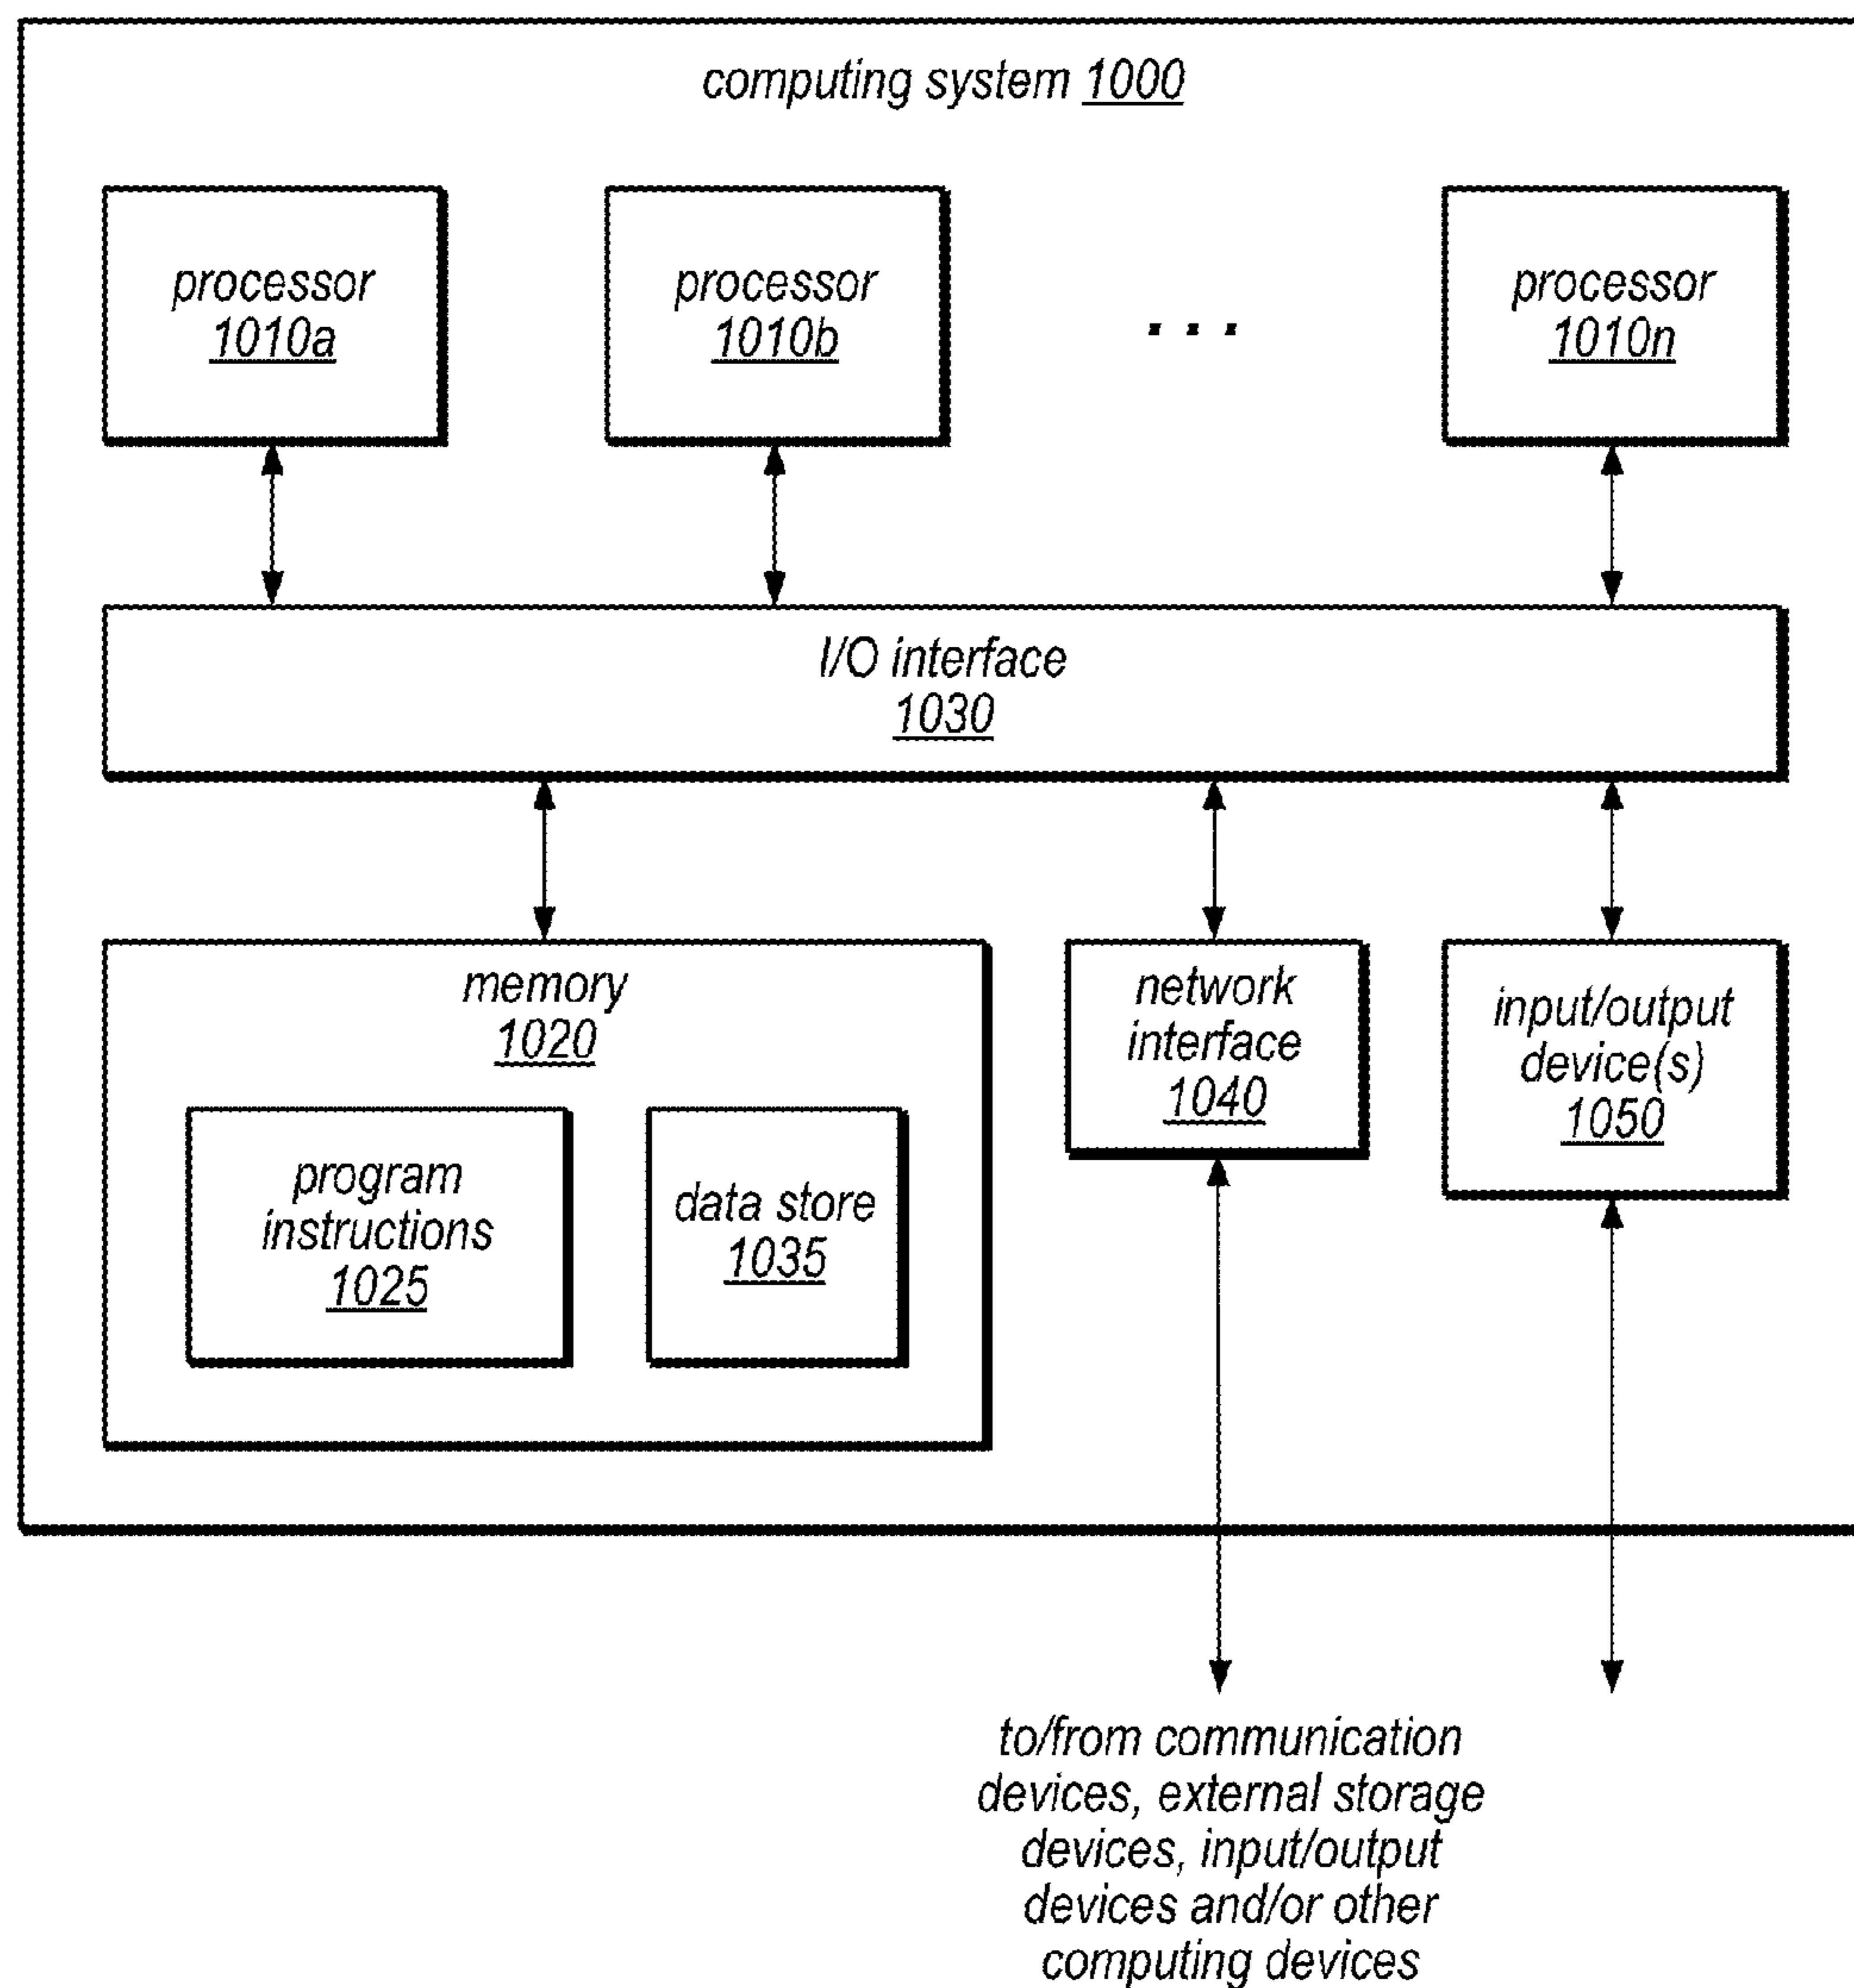 computing system 1000
processor
1010a
processor
1010b
. . .
processor
1010n
I/O interface
1030
memory
1020
program
instructions
1025
data store
1035
network
interface
1040
input/output
device(s)
1050
to/from communication
devices, external storage
devices, input/output
devices and/or other
computing devices